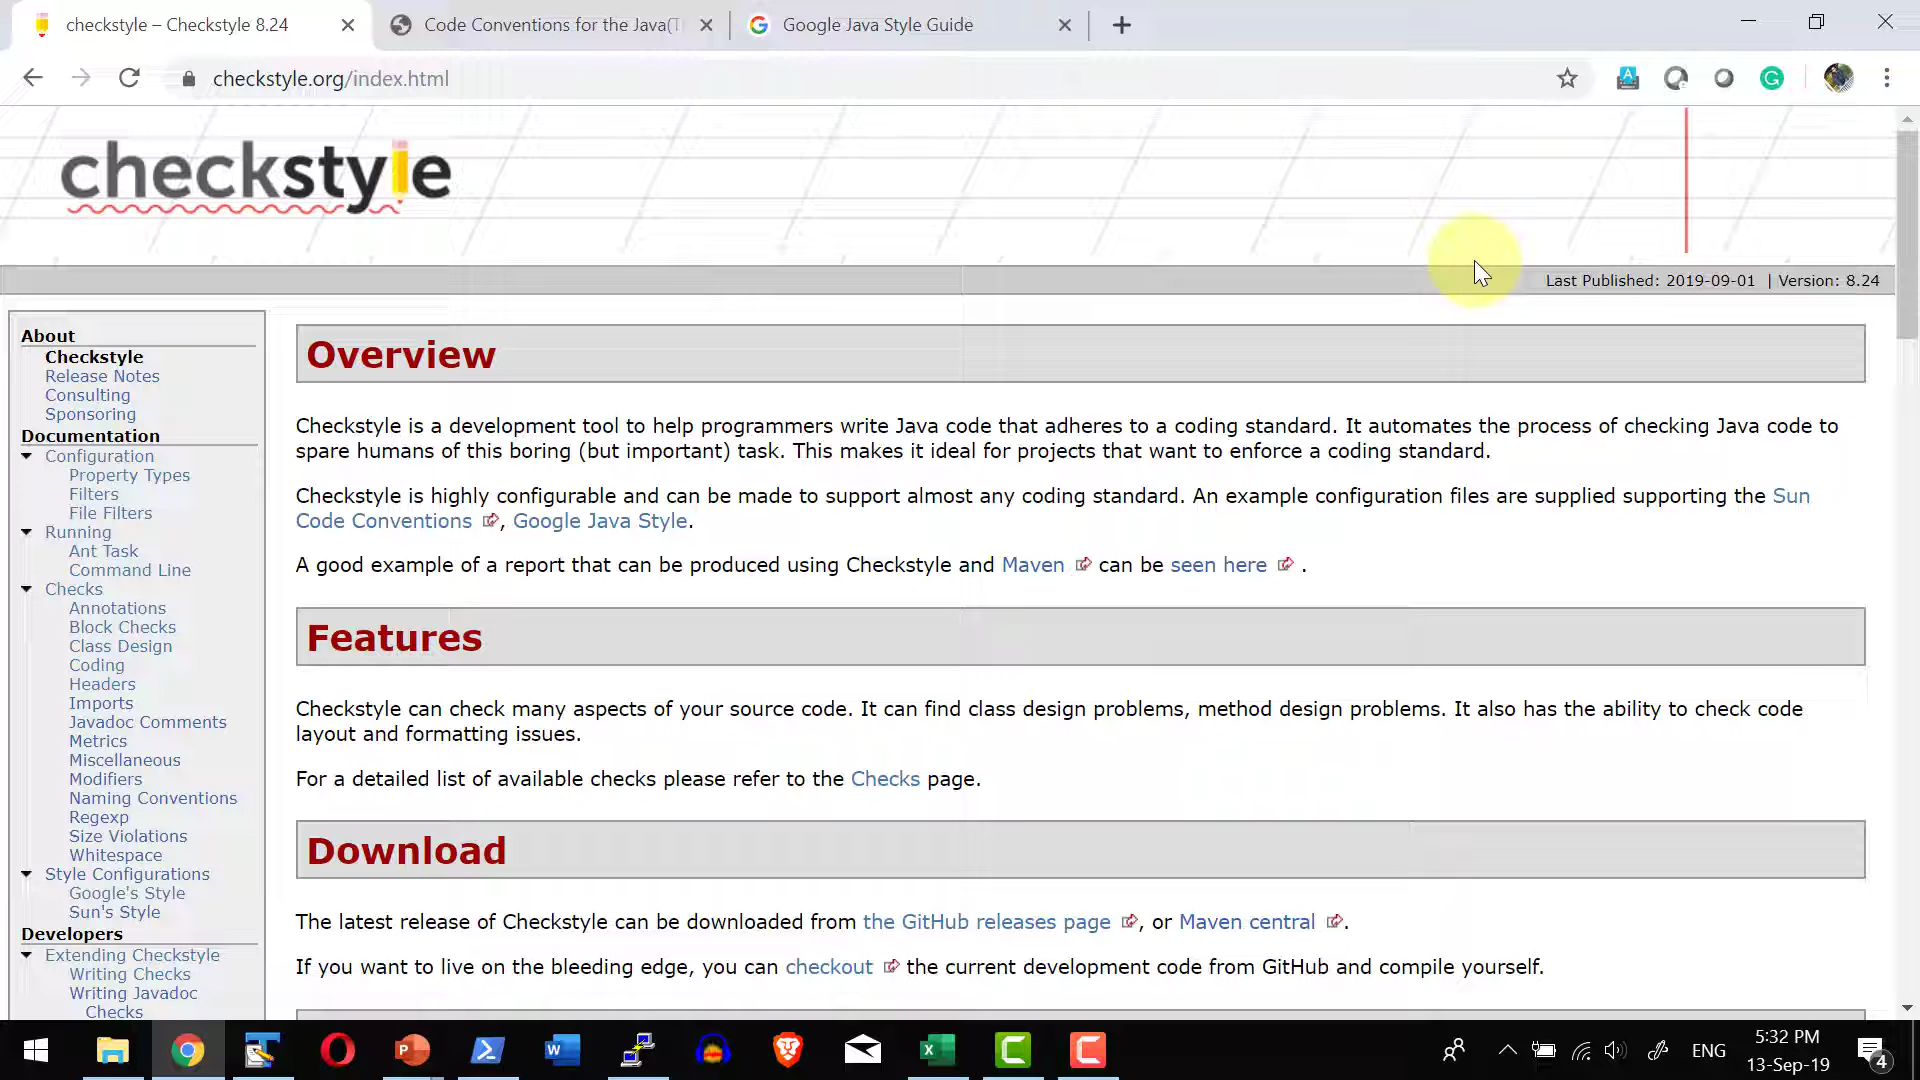 checkstyle – Checkstyle 8.24
Code Conventions for the Java(T
Google Java Style Guide
checkstyle.org/index.html
checkstyle
Last Published: 2019-09-01 | Version: 8.24
About
Checkstyle
Release Notes
Consulting
Sponsoring
Documentation
Configuration
Property Types
Filters
File Filters
Running
Ant Task
Command Line
Checks
Annotations
Block Checks
Class Design
Coding
Headers
Imports
Javadoc Comments
Metrics
Miscellaneous
Modifiers
Naming Conventions
Regexp
Size Violations
Whitespace
Style Configurations
Google's Style
Sun's Style
Developers
Extending Checkstyle
Writing Checks
Writing Javadoc
Checks
Overview
Checkstyle is a development tool to help programmers write Java code that adheres to a coding standard. It automates the process of checking Java code to
spare humans of this boring (but important) task. This makes it ideal for projects that want to enforce a coding standard.
Checkstyle is highly configurable and can be made to support almost any coding standard. An example configuration files are supplied supporting the Sun
Code Conventions , Google Java Style.
A good example of a report that can be produced using Checkstyle and Maven can be seen here .
Features
Checkstyle can check many aspects of your source code. It can find class design problems, method design problems. It also has the ability to check code
layout and formatting issues.
For a detailed list of available checks please refer to the Checks page.
Download
The latest release of Checkstyle can be downloaded from the GitHub releases page , or Maven central .
If you want to live on the bleeding edge, you can checkout the current development code from GitHub and compile yourself.
ENG
5:32 PM
13-Sep-19
4